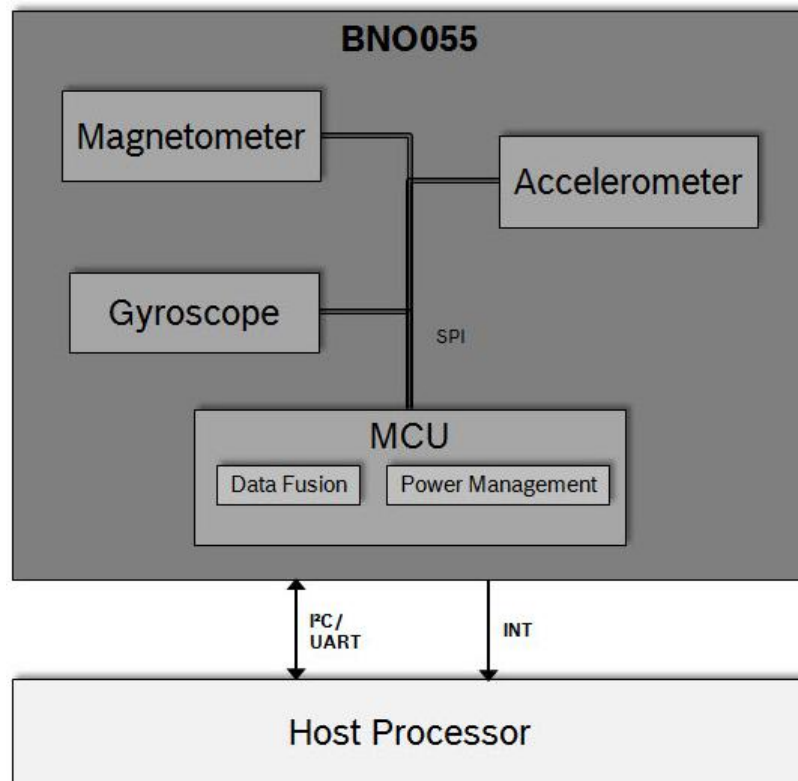 BNO055
Magnetometer
Accelerometer
Gyroscope
SPI
MCU
Data Fusion
Power Management
I²C/
UART
INT
Host Processor